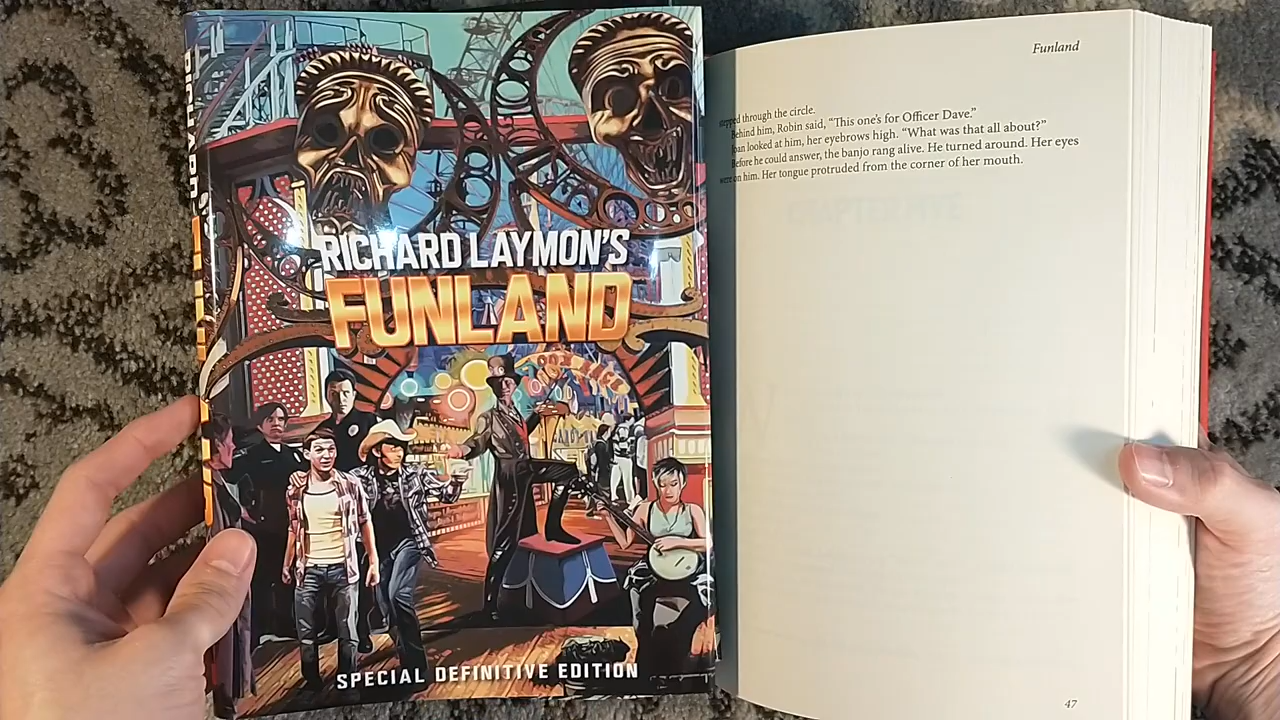 RICHARD LAYMON'S
FUNLAND
SPECIAL DEFINITIVE EDITION
Funland
stepped through the circle.
Behind him, Robin said, “This one's for Officer Dave.”
Joan looked at him, her eyebrows high. “What was that all about?”
Before he could answer, the banjo rang alive. He turned around. Her eyes
were on him. Her tongue protruded from the corner of her mouth.
47